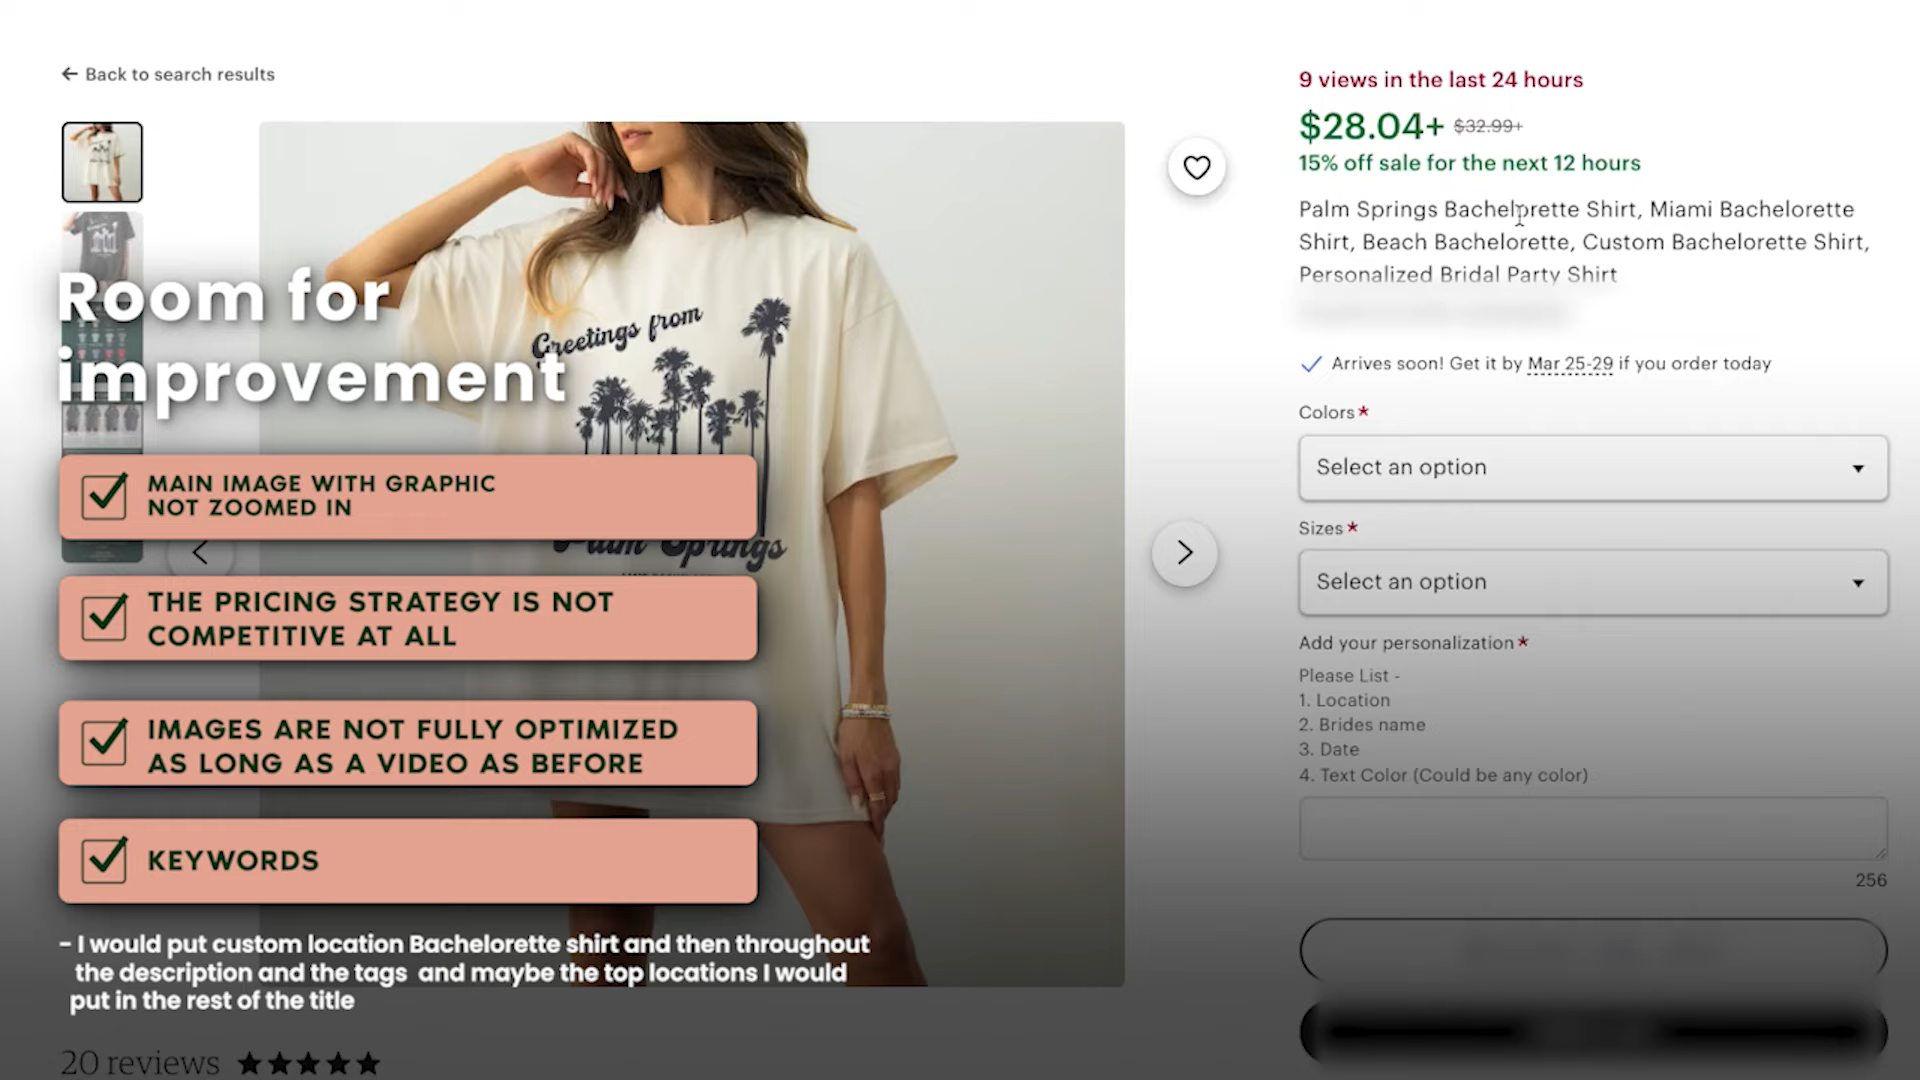 Back to search results
9 views in the last 24 hours
$28.04+ $32.99+
15% off sale for the next 12 hours
Palm Springs Bachelorette Shirt, Miami Bachelorette
Shirt, Beach Bachelorette, Custom Bachelorette Shirt,
Personalized Bridal Party Shirt
Arrives soon! Get it by Mar 25-29 if you order today
Colors*
Select an option
Sizes*
Select an option
Add your personalization*
Please List -
1. Location
2. Brides name
3. Date
4. Text Color (Could be any color)
256
Greetings from
Palm Springs
Room for
improvement
MAIN IMAGE WITH GRAPHIC
NOT ZOOMED IN
THE PRICING STRATEGY IS NOT
COMPETITIVE AT ALL
IMAGES ARE NOT FULLY OPTIMIZED
AS LONG AS A VIDEO AS BEFORE
KEYWORDS
- I would put custom location Bachelorette shirt and then throughout
the description and the tags and maybe the top locations I would
put in the rest of the title
20 reviews